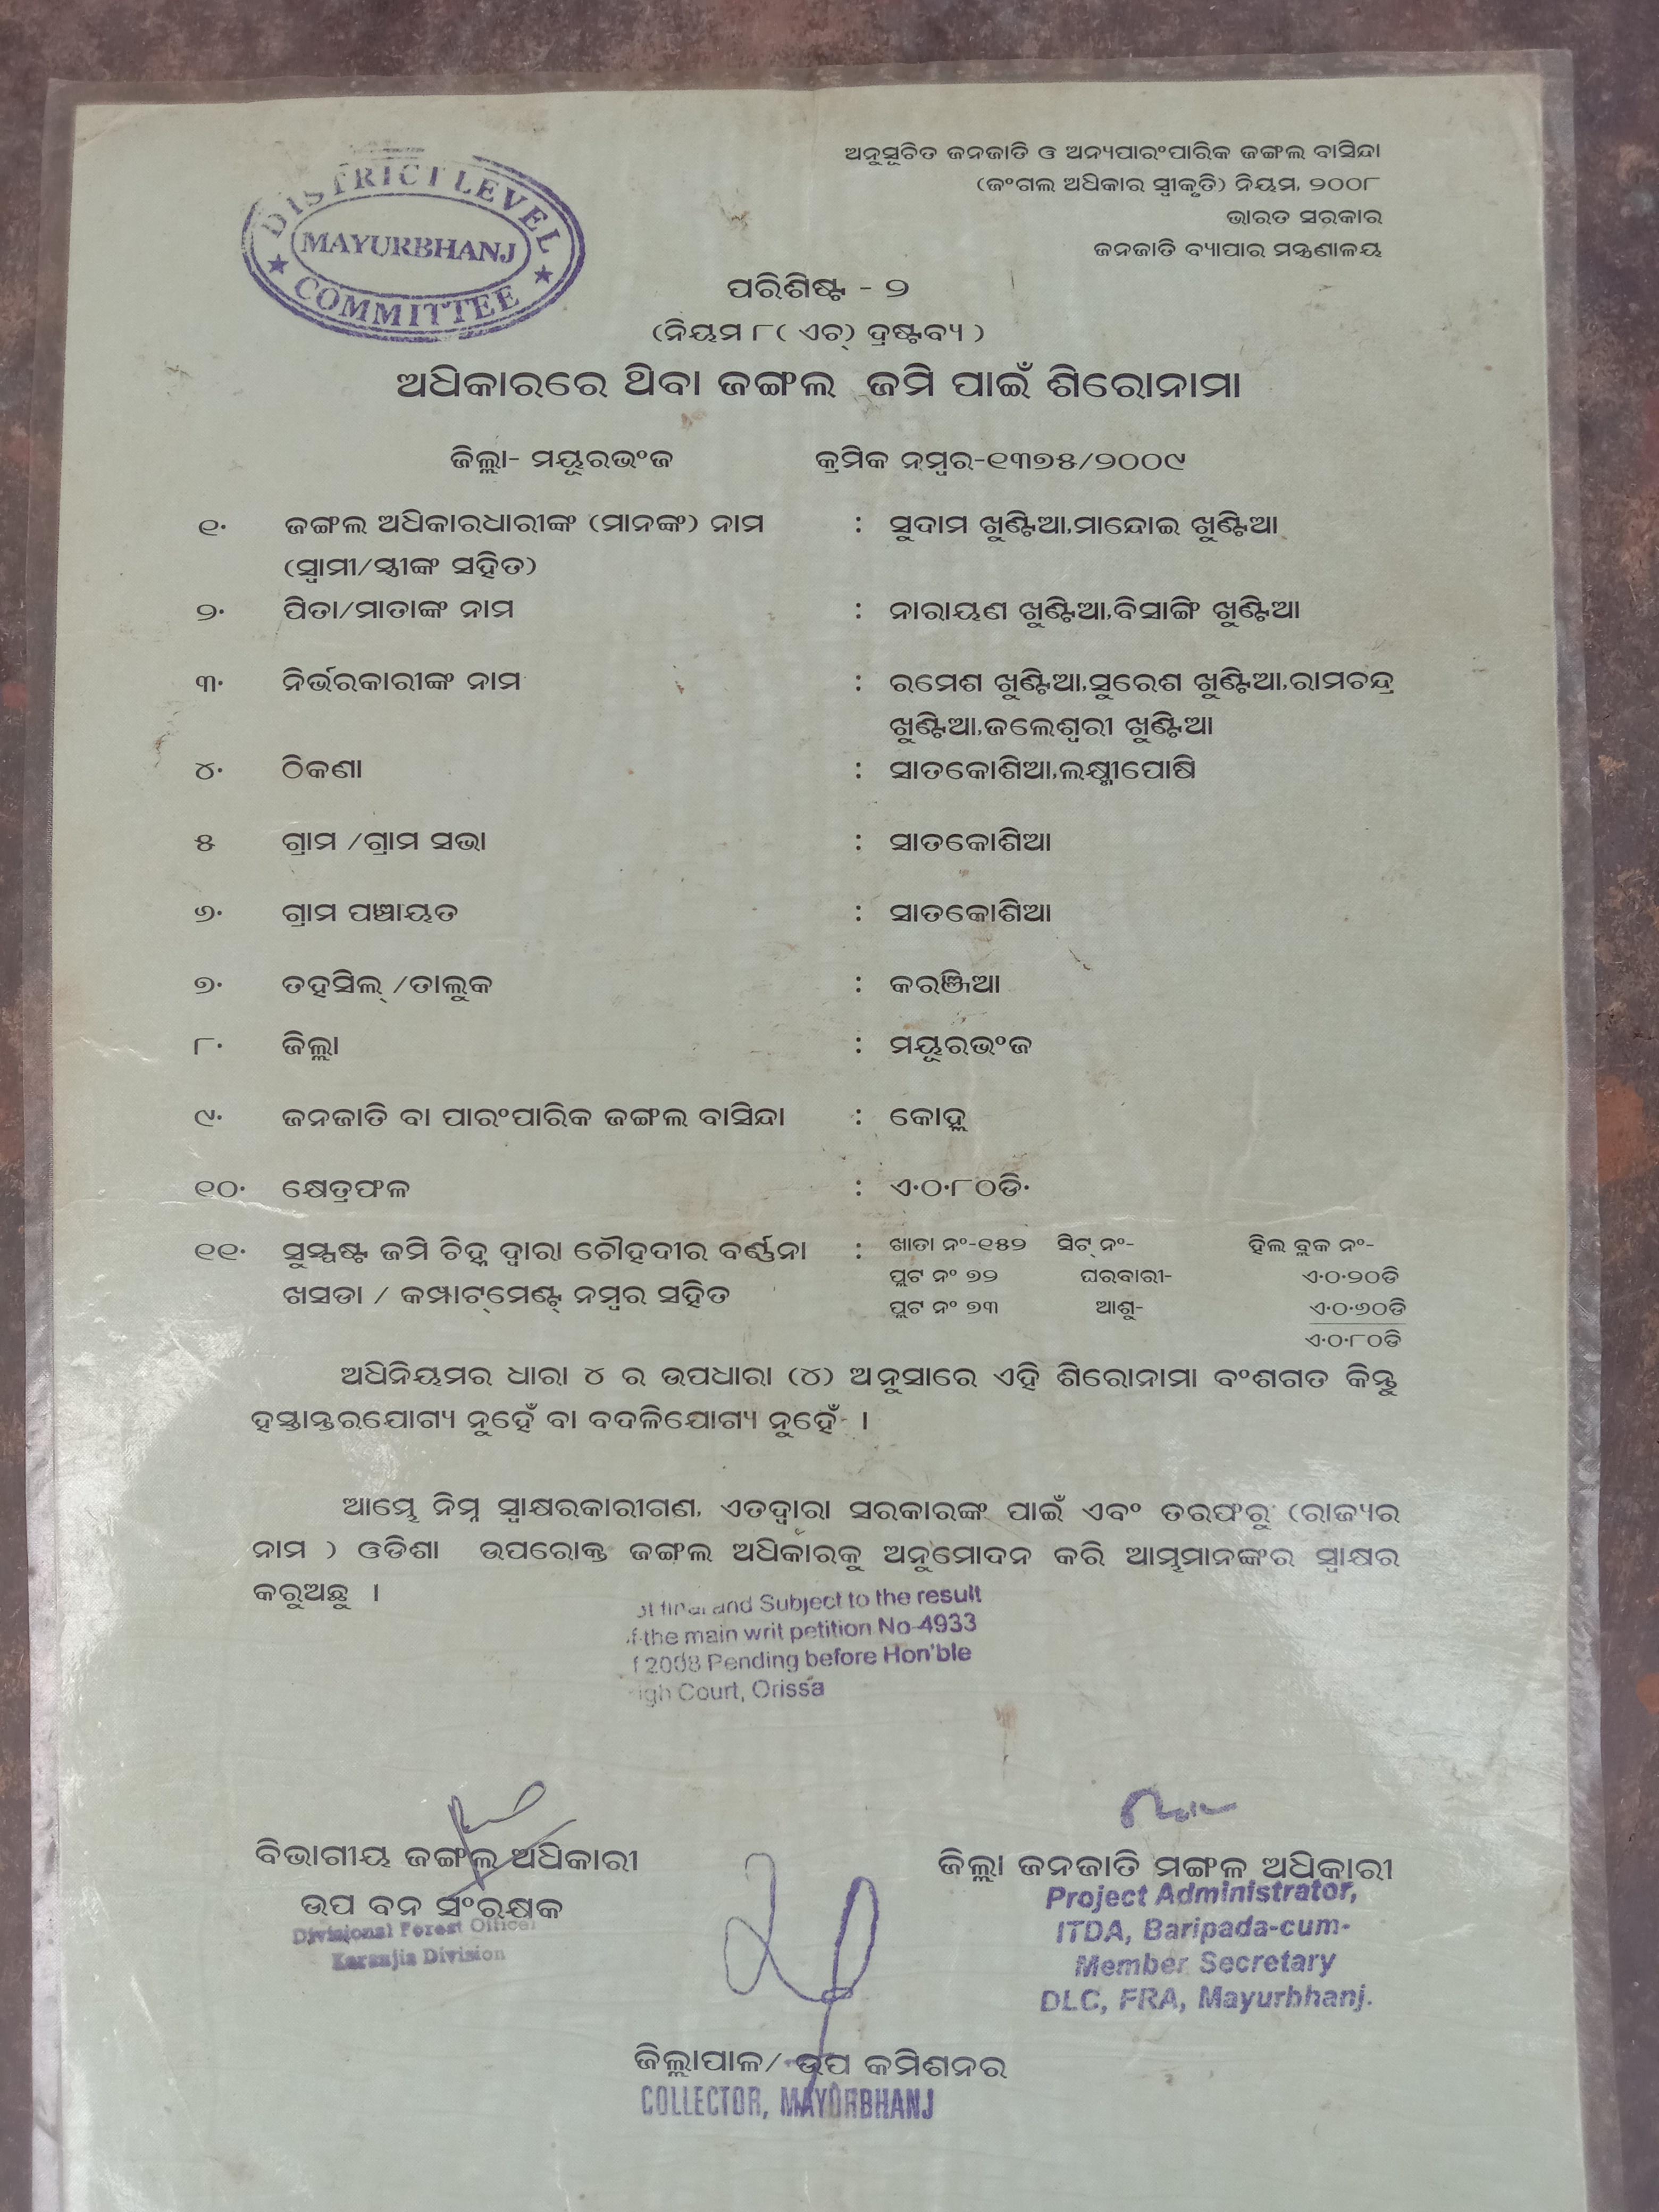 ଅନୁସୂଚିତ ଜନଜାତି ଓ ଅନ୍ୟପାରଂପାରିକ ଜଙ୍ଗଲ ବାସିନ୍ଦା
(ଜଂଗଲ ଅଧିକାର ସ୍ୱୀକୃତି) ନିୟମ, ୨୦୦୮
ଭାରତ ସରକାର
ଜନଜାତି ବ୍ୟାପାର ମନ୍ତ୍ରଣାଳୟ
DISTRICT LEVEL
MAYURBHANJ
★ COMMITTEE ★
ପରିଶିଷ୍ଟ - ୨
(ନିୟମ ୮( ଏଚ୍) ଦ୍ରଷ୍ଟବ୍ୟ )
ଅଧିକାରରେ ଥିବା ଜଙ୍ଗଲ ଜମି ପାଇଁ ଶିରୋନାମା
ଜିଲ୍ଲା- ମୟୂରଭଂଜ କ୍ରମିକ ନମ୍ବର-୧୩୭୫/୨୦୦୯
୧. ଜଙ୍ଗଲ ଅଧିକାରଧାରୀଙ୍କ (ମାନଙ୍କ) ନାମ : ସୁଦାମ ଖୁଣ୍ଟିଆ,ମାନ୍ଦୋଇ ଖୁଣ୍ଟିଆ
(ସ୍ୱାମୀ/ସ୍ତ୍ରୀଙ୍କ ସହିତ)
୨. ପିତା/ମାତାଙ୍କ ନାମ : ନାରାୟଣ ଖୁଣ୍ଟିଆ,ବିସାଙ୍ଗି ଖୁଣ୍ଟିଆ
୩. ନିର୍ଭରକାରୀଙ୍କ ନାମ : ରମେଶ ଖୁଣ୍ଟିଆ,ସୁରେଶ ଖୁଣ୍ଟିଆ,ରାମଚନ୍ଦ୍ର
ଖୁଣ୍ଟିଆ,ଜଲେଶ୍ୱରୀ ଖୁଣ୍ଟିଆ
୪. ଠିକଣା : ସାତକୋଶିଆ,ଲକ୍ଷ୍ମୀପୋଷି
୫ ଗ୍ରାମ /ଗ୍ରାମ ସଭା : ସାତକୋଶିଆ
୬. ଗ୍ରାମ ପଞ୍ଚାୟତ : ସାତକୋଶିଆ
୭. ତହସିଲ୍ /ତାଲୁକ : କରଞ୍ଜିଆ
୮. ଜିଲ୍ଲା : ମୟୂରଭଂଜ
୯. ଜନଜାତି ବା ପାରଂପାରିକ ଜଙ୍ଗଲ ବାସିନ୍ଦା : କୋହ୍ଲ
୧୦. କ୍ଷେତ୍ରଫଳ : ଏ.୦.୮୦ଡି.
୧୧. ସୁସ୍ପଷ୍ଟ ଜମି ଚିହ୍ନ ଦ୍ୱାରା ଚୌହଦୀର ବର୍ଣ୍ଣନା : ଖାତା ନଂ-୧୫୨ ସିଟ୍ ନଂ- ହିଲ ବ୍ଲକ ନଂ-
ପ୍ଲଟ ନଂ ୭୨ ଘରବାରୀ- ଏ.୦.୨୦ଡି
ଖସଡା / କମ୍ପାଟ୍‌ମେଣ୍ଟ୍ ନମ୍ବର ସହିତ ପ୍ଲଟ ନଂ ୭୩ ଆଶୁ- ଏ.୦.୬୦ଡି
ଏ.୦.୮୦ଡି
ଅଧିନିୟମର ଧାରା ୪ ର ଉପଧାରା (୪) ଅନୁସାରେ ଏହି ଶିରୋନାମା ବଂଶଗତ କିନ୍ତୁ
ହସ୍ତାନ୍ତରଯୋଗ୍ୟ ନୁହେଁ ବା ବଦଳିଯୋଗ୍ୟ ନୁହେଁ ।
ଆମ୍ଭେ ନିମ୍ନ ସ୍ୱାକ୍ଷରକାରୀଗଣ, ଏତଦ୍ୱାରା ସରକାରଙ୍କ ପାଇଁ ଏବଂ ତରଫରୁ (ରାଜ୍ୟର
ନାମ ) ଓଡିଶା ଉପରୋକ୍ତ ଜଙ୍ଗଲ ଅଧିକାରକୁ ଅନୁମୋଦନ କରି ଆମ୍ଭମାନଙ୍କର ସ୍ୱାକ୍ଷର
କରୁଅଛୁ ।
final and Subject to the result
the main writ petition No-4933
2008 Pending before Hon'ble
Court, Orissa
ବିଭାଗୀୟ ଜଙ୍ଗଲ ଅଧିକାରୀ
ଉପ ବନ ସଂରକ୍ଷକ
Divisional Forest Officer
Karanjia Division
ଜିଲ୍ଲା ଜନଜାତି ମଙ୍ଗଳ ଅଧିକାରୀ
Project Administrator,
ITDA, Baripada-cum-
Member Secretary
DLC, FRA, Mayurbhanj.
ଜିଲ୍ଲାପାଳ/ ଉପ କମିଶନର
COLLECTOR, MAYURBHANJ